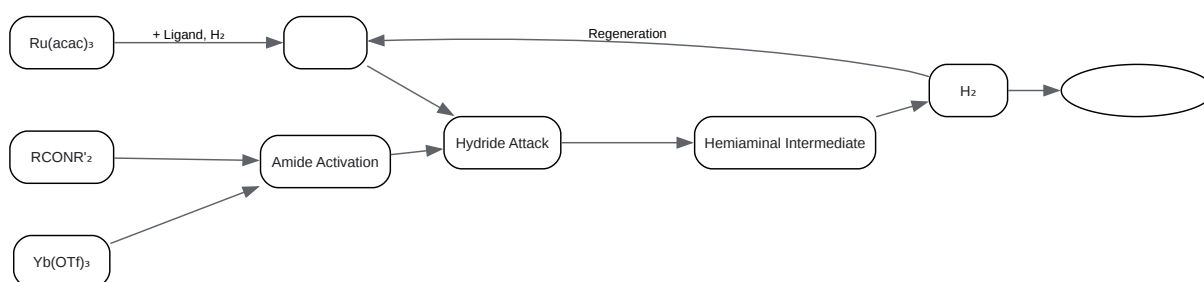 Ru(acac)₃
+ Ligand, H₂
Regeneration
H₂
RCONR'₂
Amide Activation
Hydride Attack
Hemiaminal Intermediate
Yb(OTf)₃